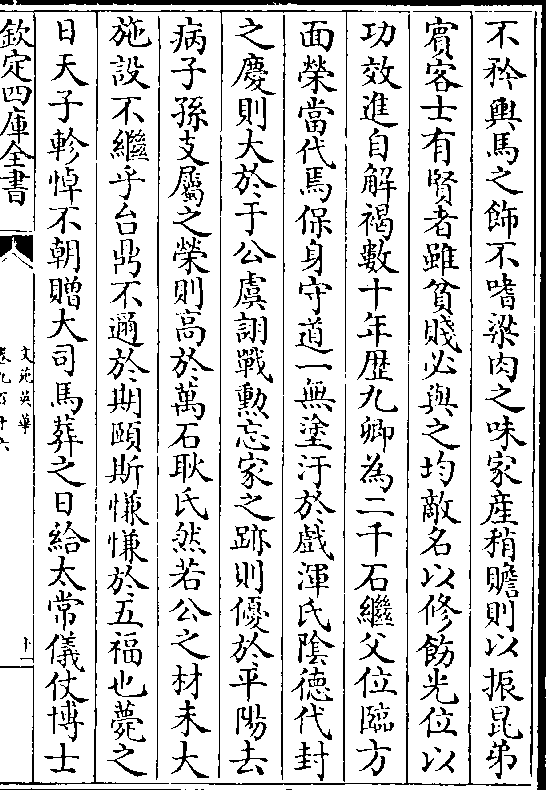 不矜輿馬之飾不嗜梁肉之味家産稍贍則以振昆弟
賓客士有賢者雖貧賤必與之均敵名以修飭光位以
功效進自解褐數十年歴九卿為二千石繼父位臨方
面榮當代焉保身守道一無塗汙於戲渾氏隂德代封
之慶則大於于公虞詡戰勲忘家之跡則優於平陽去
病子孫支屬之榮則高於萬石耿氏然若公之材未大
施設不繼乎台鼎不邇於期頤斯慊慊於五福也薨之
日天子軫悼不朝贈大司馬葬之日給太常儀仗博士
欽定四庫全書
文苑英華
卷九百卄六
十二